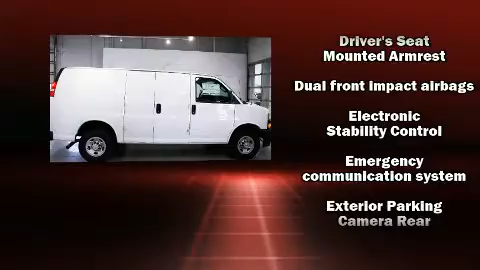 Driver's Seat
Mounted Armrest
Dual front impact airbags
Electronic
Stability Control
Emergency
communication system
Exterior Parking
Camera Rear